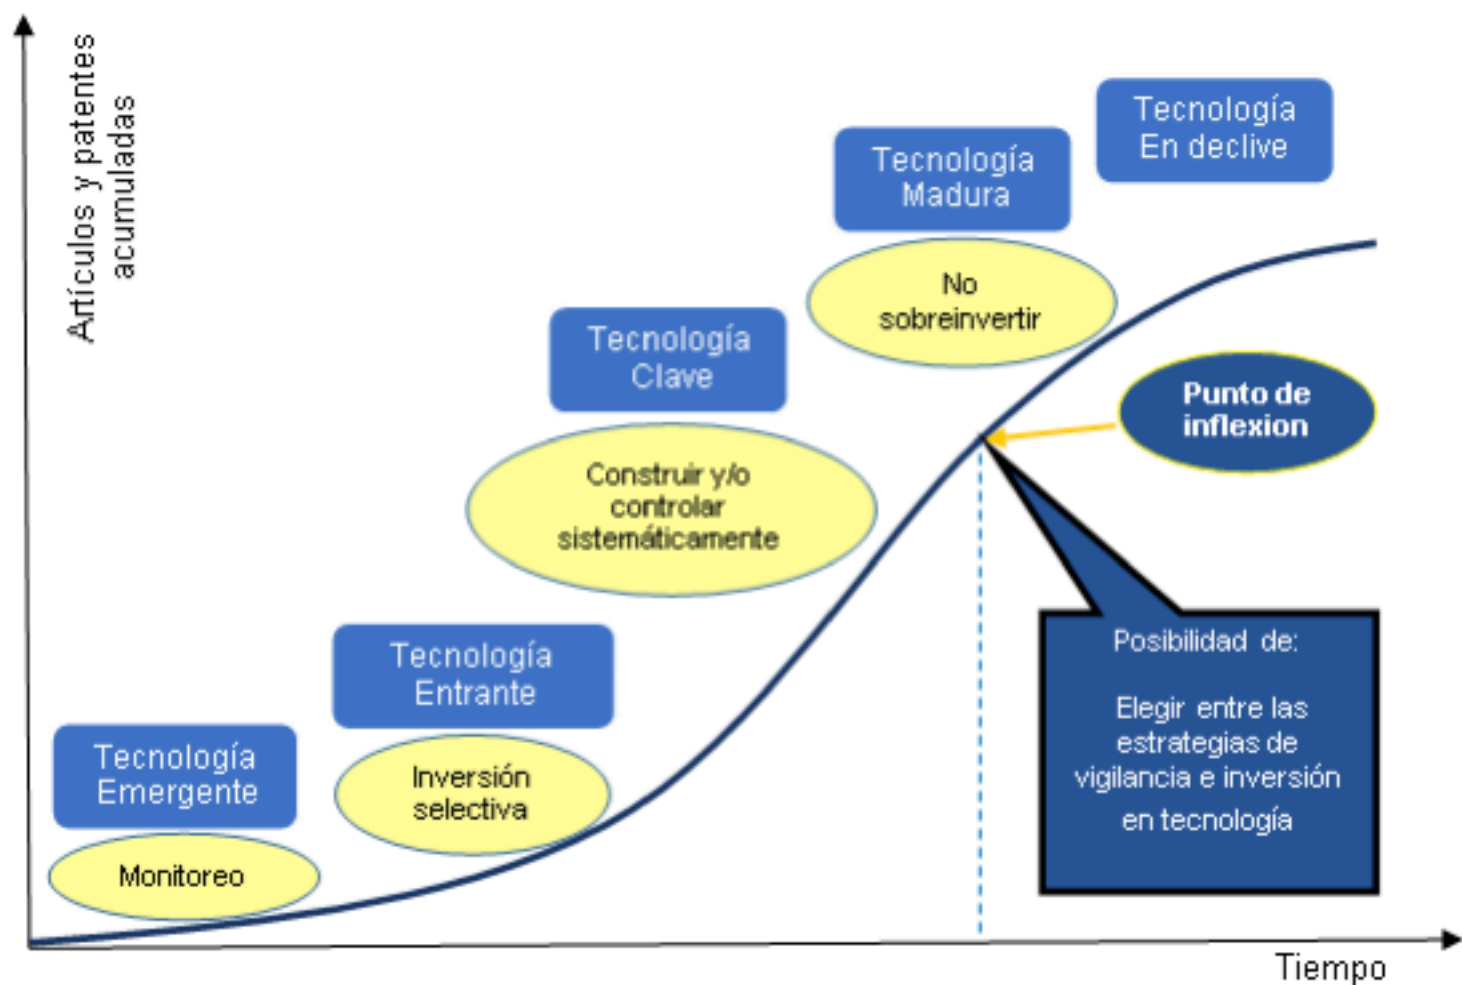 Artículos y patentes
acumuladas
Tecnología
En declive
Tecnología
Madura
No
sobreinvertir
Tecnología
Clave
Punto de
inflexion
Construir y/o
controlar
sistemáticamente
Tecnología
Entrante
Posibilidad de:
Elegir entre las
estrategias de
vigilancia e inversión
en tecnología
Tecnología
Emergente
Inversión
selectiva
Monitoreo
Tiempo